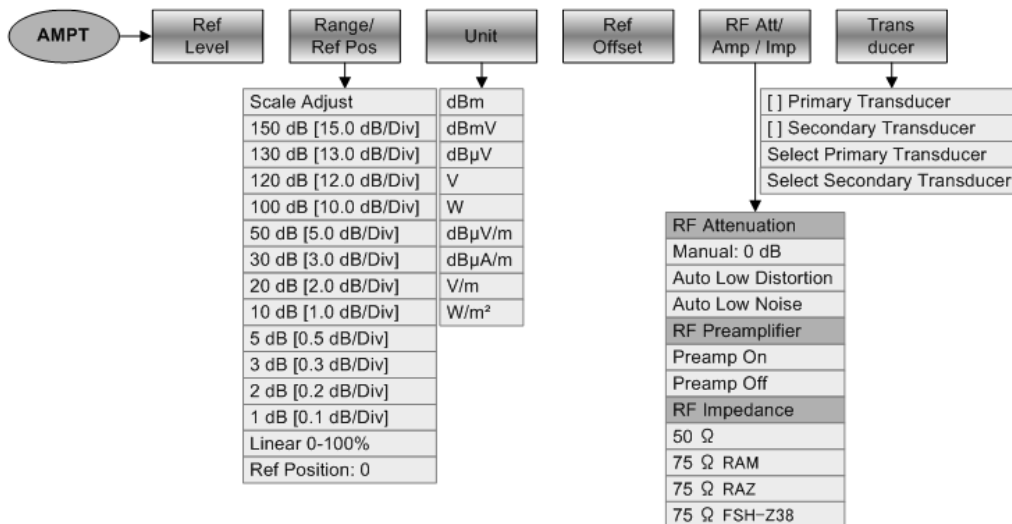 AMPT
Ref
Level
Range/
Ref Pos
Unit
Ref
Offset
RF Att/
Amp / Imp
Trans
ducer
Scale Adjust
150 dB [15.0 dB/Div]
130 dB [13.0 dB/Div]
120 dB [12.0 dB/Div]
100 dB [10.0 dB/Div]
50 dB [5.0 dB/Div]
30 dB [3.0 dB/Div]
20 dB [2.0 dB/Div]
10 dB [1.0 dB/Div]
5 dB [0.5 dB/Div]
3 dB [0.3 dB/Div]
2 dB [0.2 dB/Div]
1 dB [0.1 dB/Div]
Linear 0-100%
Ref Position: 0
dBm
dBmV
dBµV
V
W
dBµV/m
dBµA/m
V/m
W/m²
RF Attenuation
Manual: 0 dB
Auto Low Distortion
Auto Low Noise
RF Preamplifier
Preamp On
Preamp Off
RF Impedance
50 Ω
75 Ω RAM
75 Ω RAZ
75 Ω FSH-Z38
[ ] Primary Transducer
[ ] Secondary Transducer
Select Primary Transducer
Select Secondary Transducer